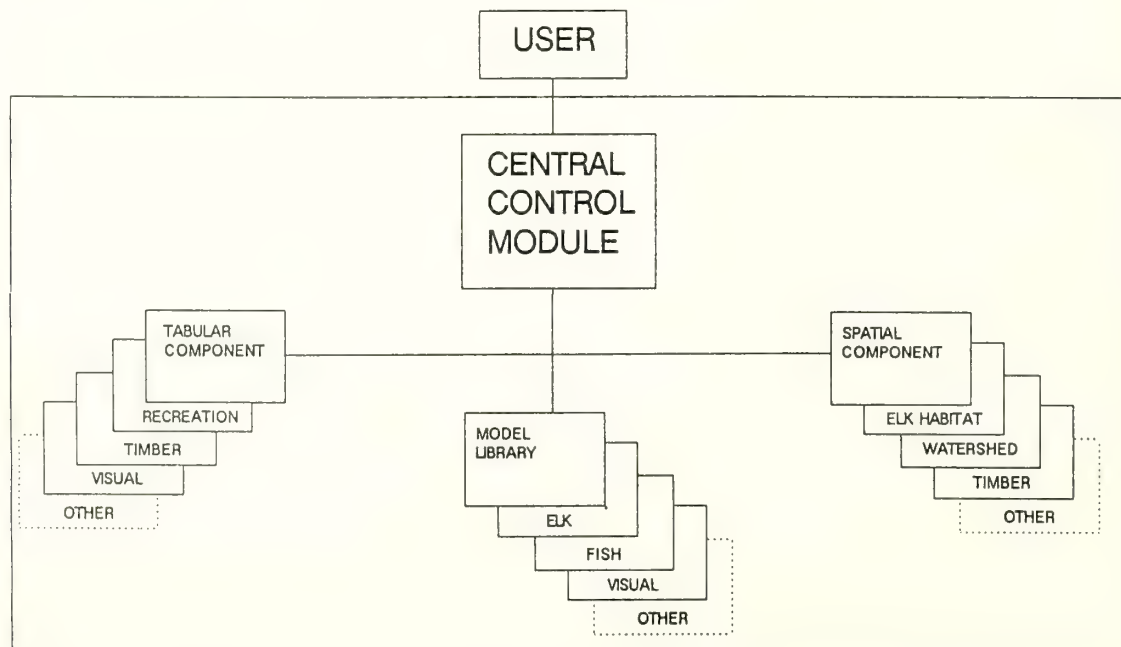 USER
CENTRAL
CONTROL
MODULE
TABULAR
COMPONENT
RECREATION
TIMBER
VISUAL
OTHER
MODEL
LIBRARY
ELK
FISH
VISUAL
OTHER
SPATIAL
COMPONENT
ELK HABITAT
WATERSHED
TIMBER
OTHER